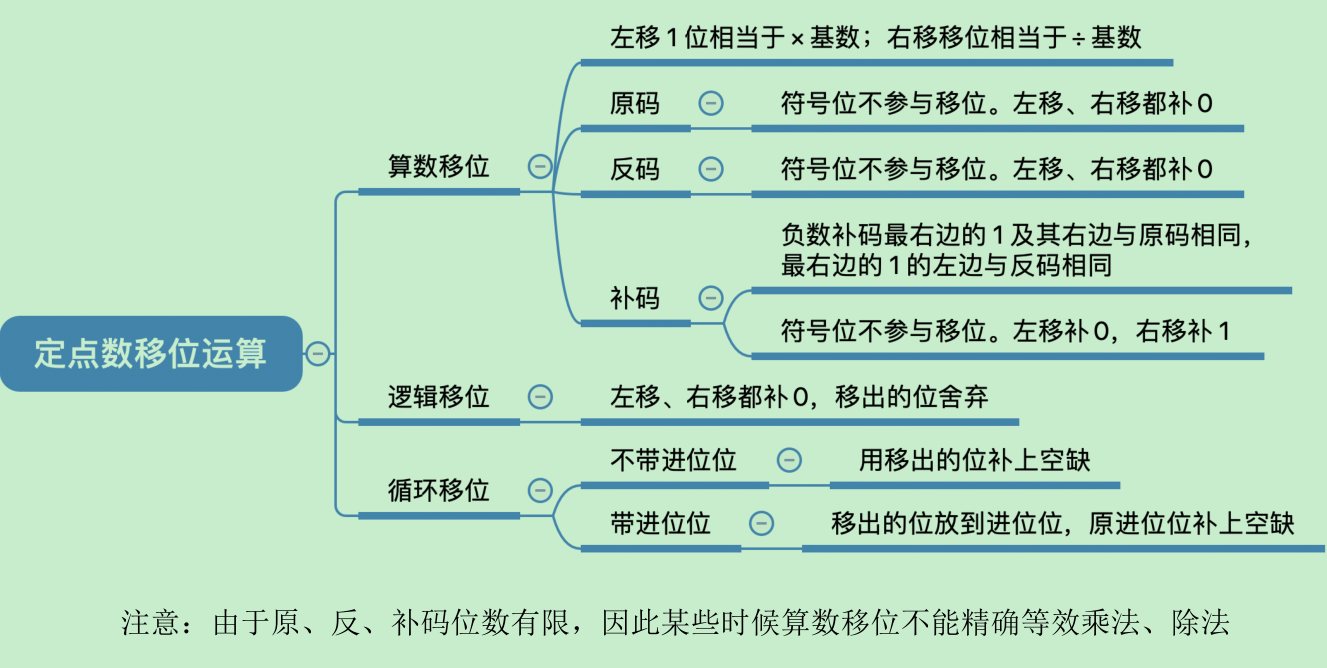 左移1位相当于×基数；右移移位相当于÷基数
原码
符号位不参与移位。左移、右移都补0
算数移位
反码
符号位不参与移位。左移、右移都补0
负数补码最右边的1及其右边与原码相同，
最右边的1的左边与反码相同
补码
符号位不参与移位。左移补0，右移补1
定点数移位运算
逻辑移位
左移、右移都补0，移出的位舍弃
不带进位位
用移出的位补上空缺
循环移位
带进位位
移出的位放到进位位，原进位位补上空缺
注意：由于原、反、补码位数有限，因此某些时候算数移位不能精确等效乘法、除法